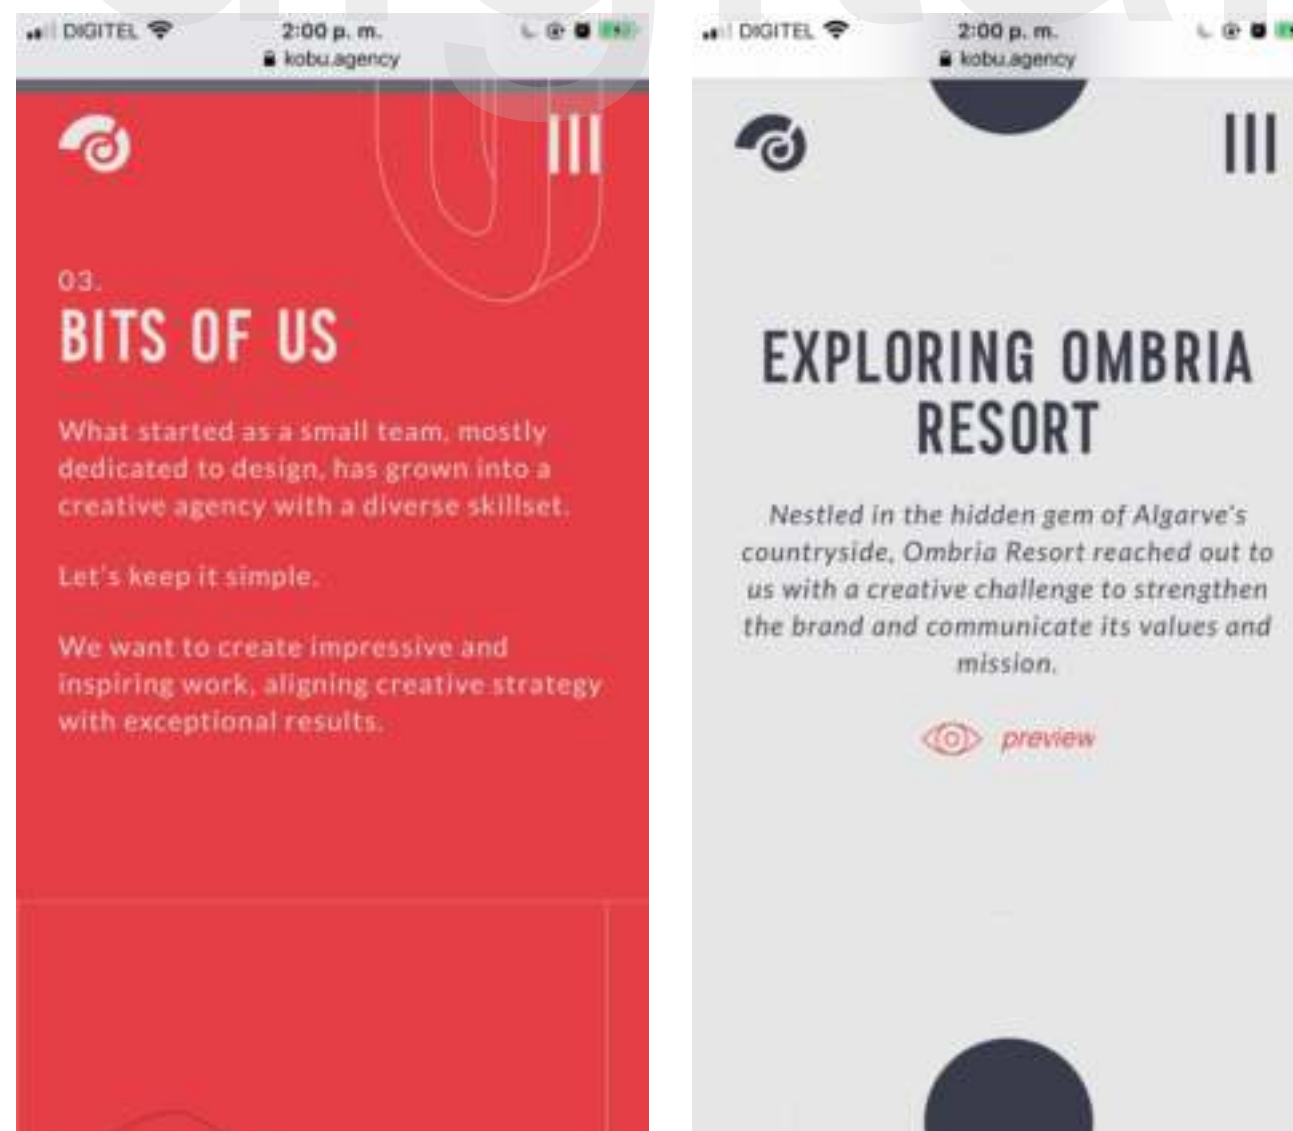 DIGITEL
2:00 p. m.
kobu.agency
03.
BITS OF US
What started as a small team, mostly
dedicated to design, has grown into a
creative agency with a diverse skillset.
Let's keep it simple.
We want to create impressive and
inspiring work, aligning creative strategy
with exceptional results.
DIGITEL
2:00 p. m.
kobu.agency
EXPLORING OMBRIA
RESORT
Nestled in the hidden gem of Algarve's
countryside, Ombria Resort reached out to
us with a creative challenge to strengthen
the brand and communicate its values and
mission.
preview